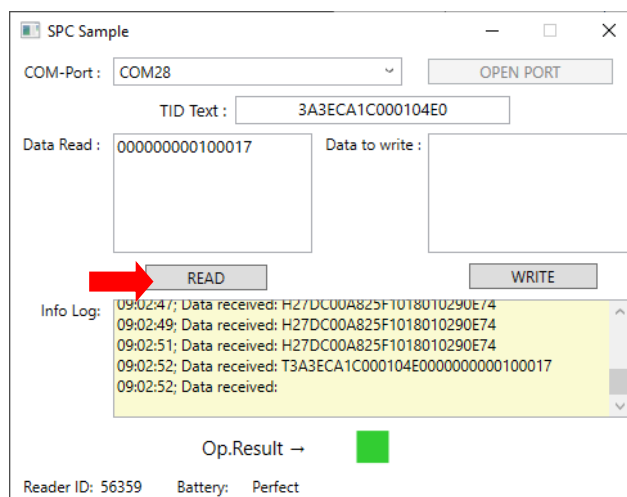 SPC Sample
COM-Port : COM28 OPEN PORT
TID Text : 3A3ECA1C000104E0
Data Read : 000000000100017 Data to write :
READ WRITE
Info Log: 09:02:47; Data received: H27DC00A825F1018010290E74
09:02:49; Data received: H27DC00A825F1018010290E74
09:02:51; Data received: H27DC00A825F1018010290E74
09:02:52; Data received: T3A3ECA1C000104E0000000000100017
09:02:52; Data received:
Op.Result →
Reader ID: 56359 Battery: Perfect